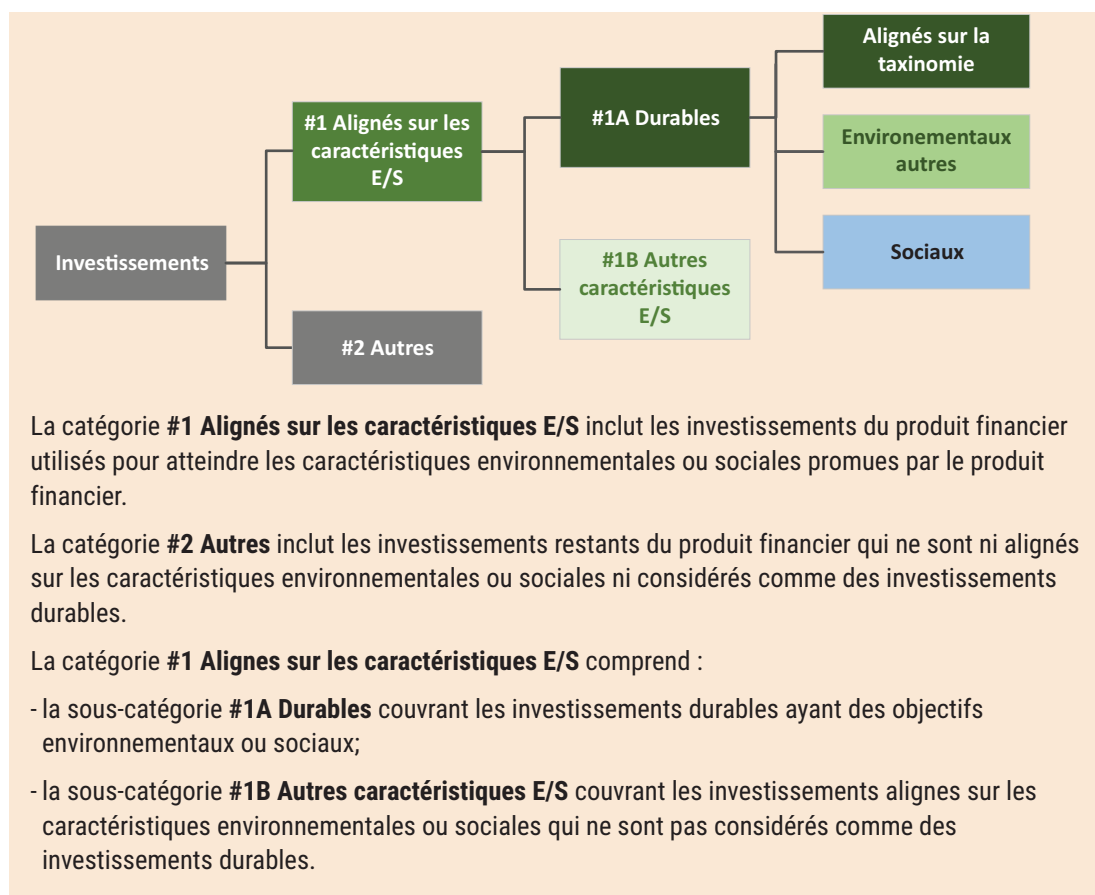 Alignés sur la
taxinomie
#1 Alignés sur les
caractéristiques
E/S
#1A Durables
Environementaux
autres
Investissements
#1B Autres
caractéristiques
E/S
Sociaux
#2 Autres
La catégorie #1 Alignés sur les caractéristiques E/S inclut les investissements du produit financier
utilisés pour atteindre les caractéristiques environnementales ou sociales promues par le produit
financier.
La catégorie #2 Autres inclut les investissements restants du produit financier qui ne sont ni alignés
sur les caractéristiques environnementales ou sociales ni considérés comme des investissements
durables.
La catégorie #1 Alignes sur les caractéristiques E/S comprend :
- la sous-catégorie #1A Durables couvrant les investissements durables ayant des objectifs
environnementaux ou sociaux;
- la sous-catégorie #1B Autres caractéristiques E/S couvrant les investissements alignes sur les
caractéristiques environnementales ou sociales qui ne sont pas considérés comme des
investissements durables.